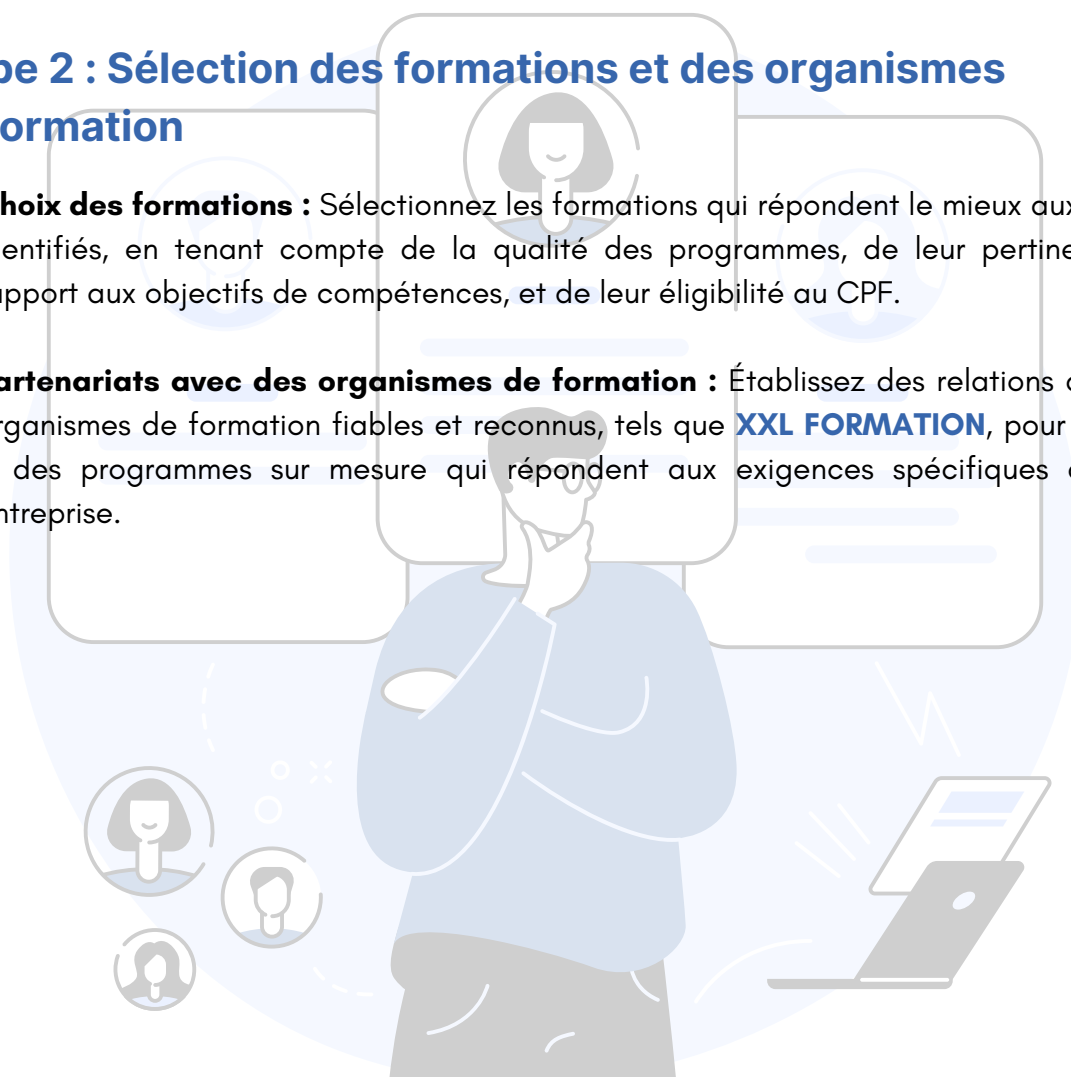 pe 2 : Sélection des formations et des organismes
ormation
hoix des formations : Sélectionnez les formations qui répondent le mieux aux
entifiés, en tenant compte de la qualité des programmes, de leur pertine
apport aux objectifs de compétences, et de leur éligibilité au CPF.
artenariats avec des organismes de formation : Établissez des relations
rganismes de formation fiables et reconnus, tels que XXL FORMATION, pour
des programmes sur mesure qui répondent aux exigences spécifiques
ntreprise.